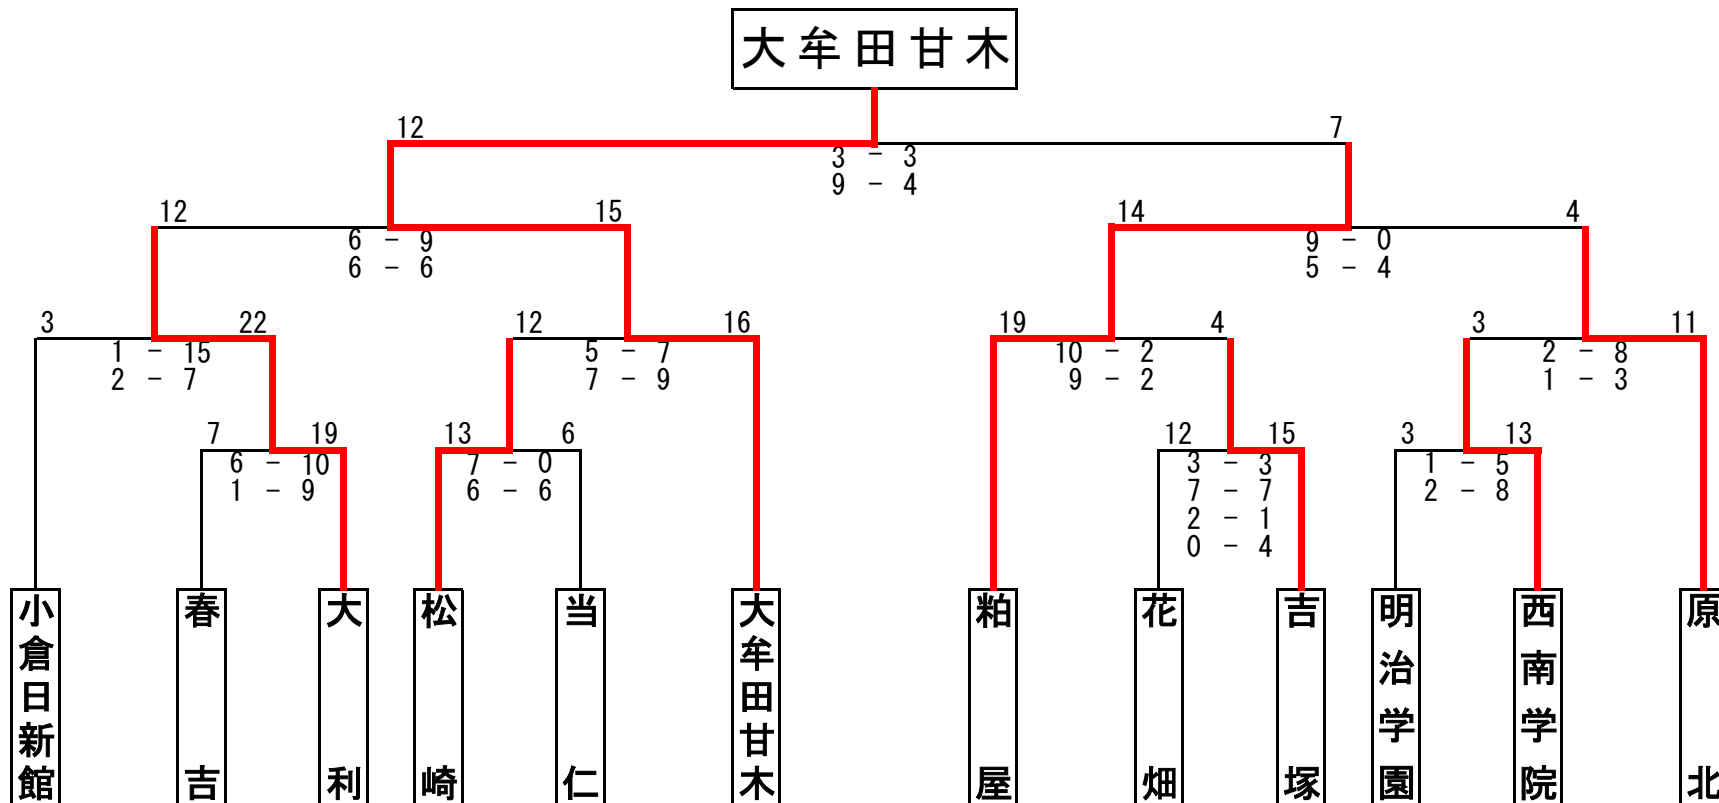 大牟田甘木
12 7
3 － 3
9 － 4
12 15 14 4
6 － 9 9 － 0
6 － 6 5 － 4
3 22 12 16 19 4 3 11
1 － 15 5 － 7 10 － 2 2 － 8
2 － 7 7 － 9 9 － 2 1 － 3
7 19 13 6 12 15 3 13
6 － 10 7 － 0 3 － 3 1 － 5
1 － 9 6 － 6 7 － 7 2 － 8
2 － 1
0 － 4
小倉日新館
春吉
大利
松崎
当仁
大牟田甘木
粕屋
花畑
吉塚
明治学園
西南学院
原北